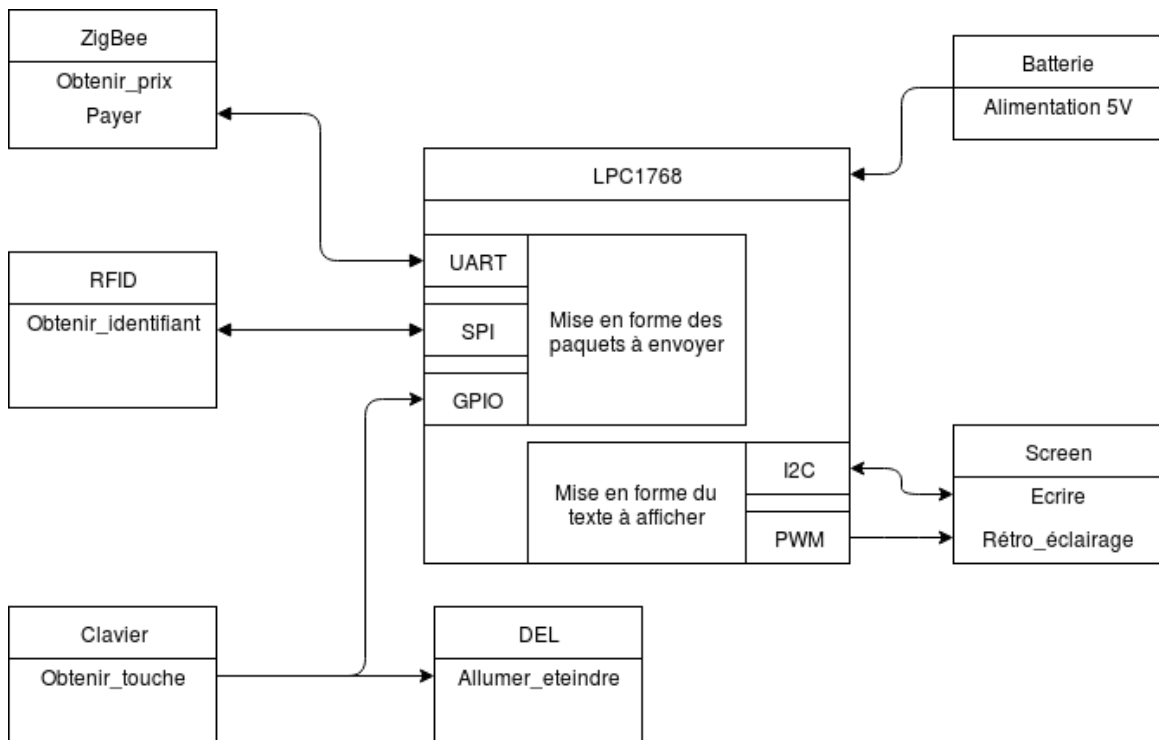 ZigBee
Obtenir_prix
Payer
Batterie
Alimentation 5V
LPC1768
UART
SPI
GPIO
Mise en forme des
paquets à envoyer
RFID
Obtenir_identifiant
I2C
PWM
Mise en forme du
texte à afficher
Screen
Ecrire
Rétro_éclairage
Clavier
Obtenir_touche
DEL
Allumer_eteindre